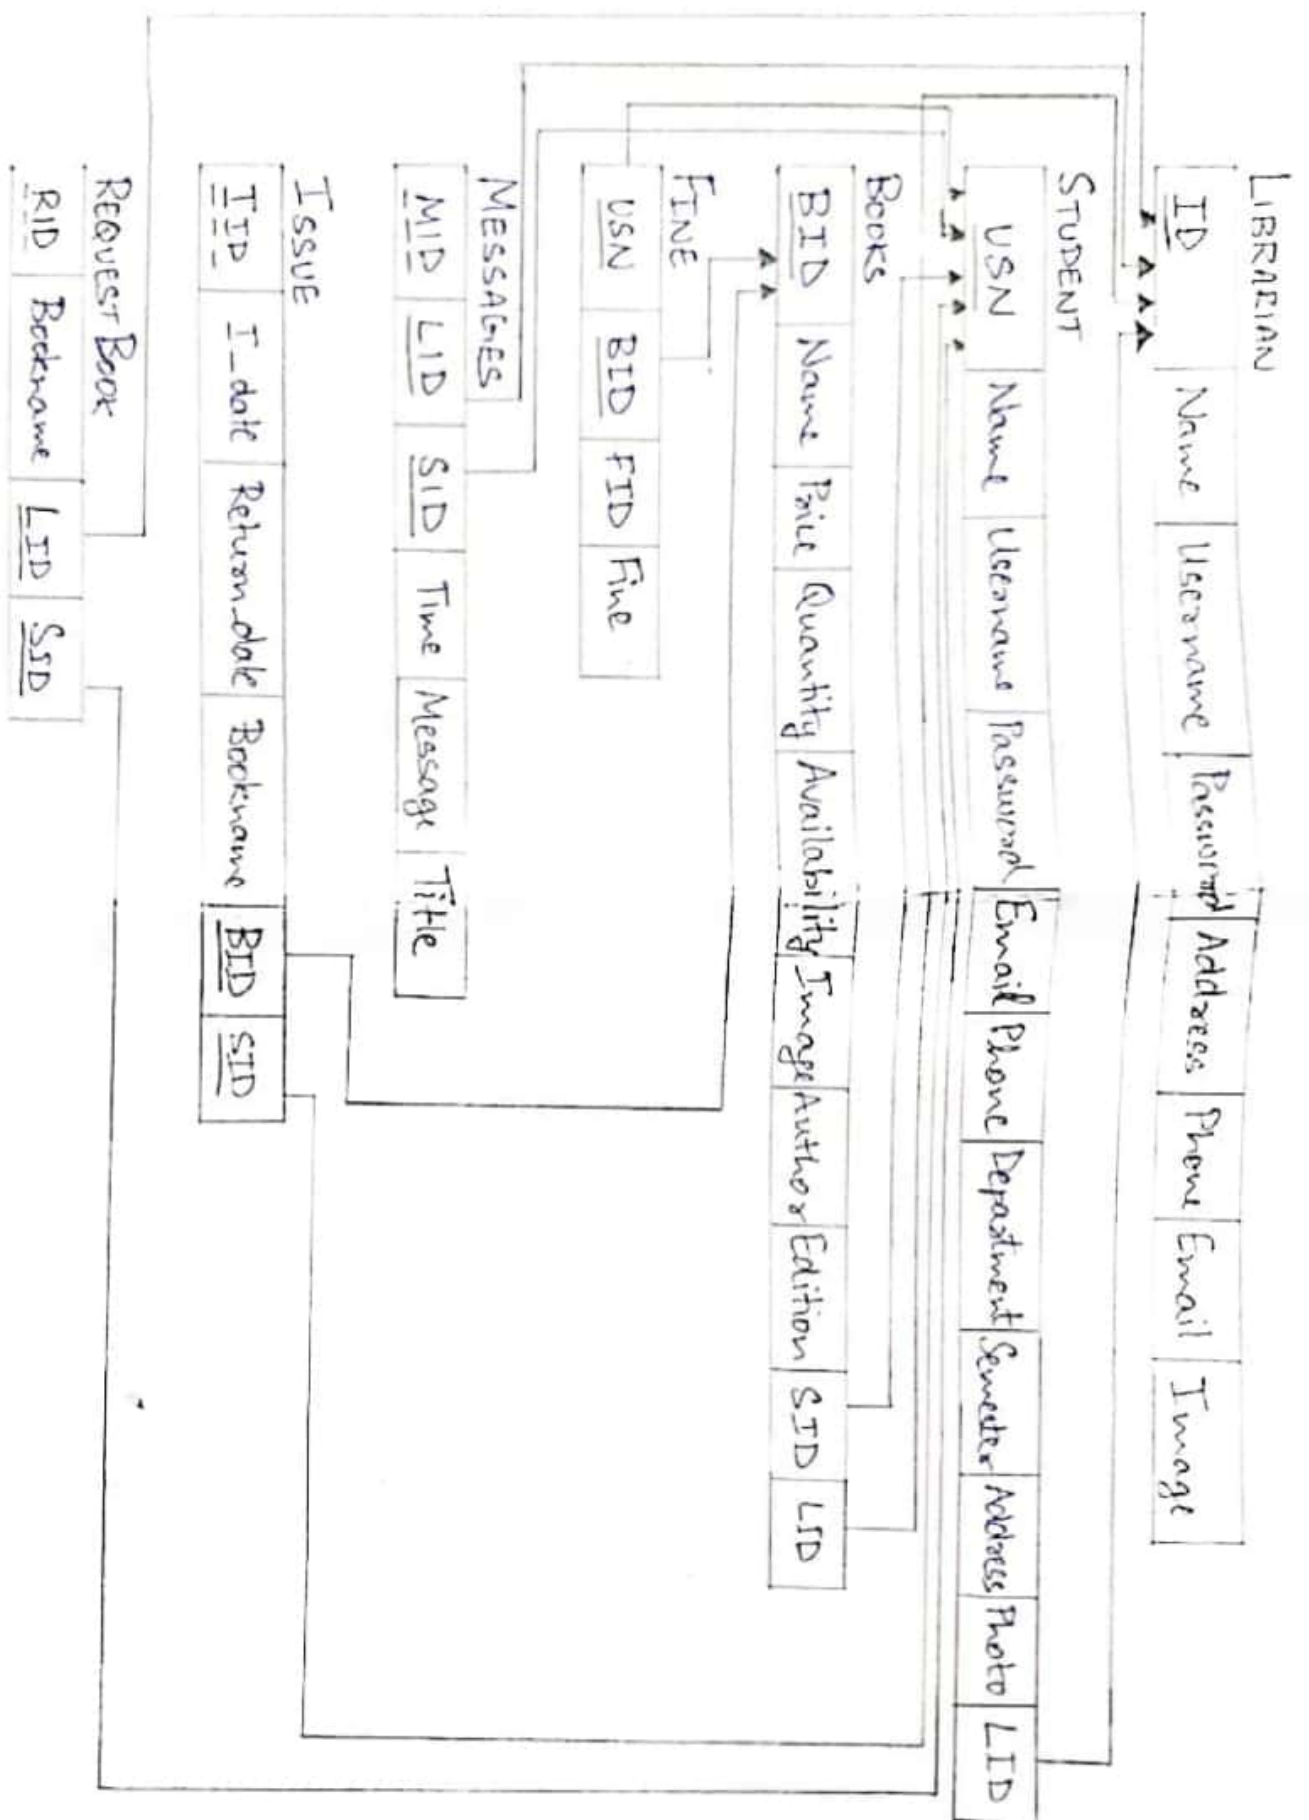 LIBRARIAN
ID Name Username Password Address Phone Email Image
STUDENT
USN Name Username Password Email Phone Department Semester Address Photo LID
BOOKS
BID Name Price Quantity Availability Image Author Edition SID LID
FINE
USN BID FID Fine
MESSAGES
MID LID SID Time Message Title
ISSUE
IID I_date Return_date Bookname BID SID
REQUEST BOOK
RID Bookname LID SID